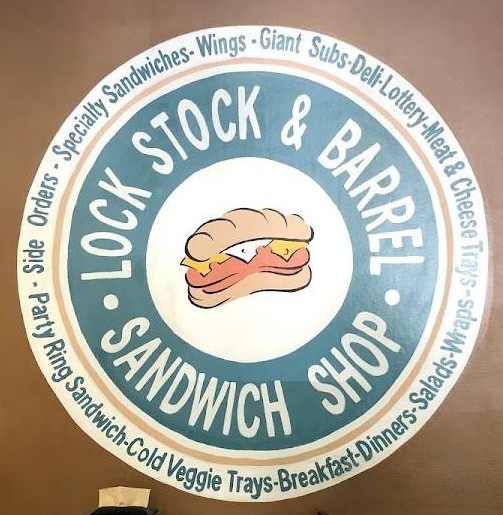 LOCK STOCK & BARREL
• SANDWICH SHOP •
Side Orders - Specialty Sandwiches - Wings - Giant Subs - Deli - Lottery - Meat & Cheese Trays - Wraps - Salads - Dinners - Breakfast - Cold Veggie Trays - Party Ring Sandwich